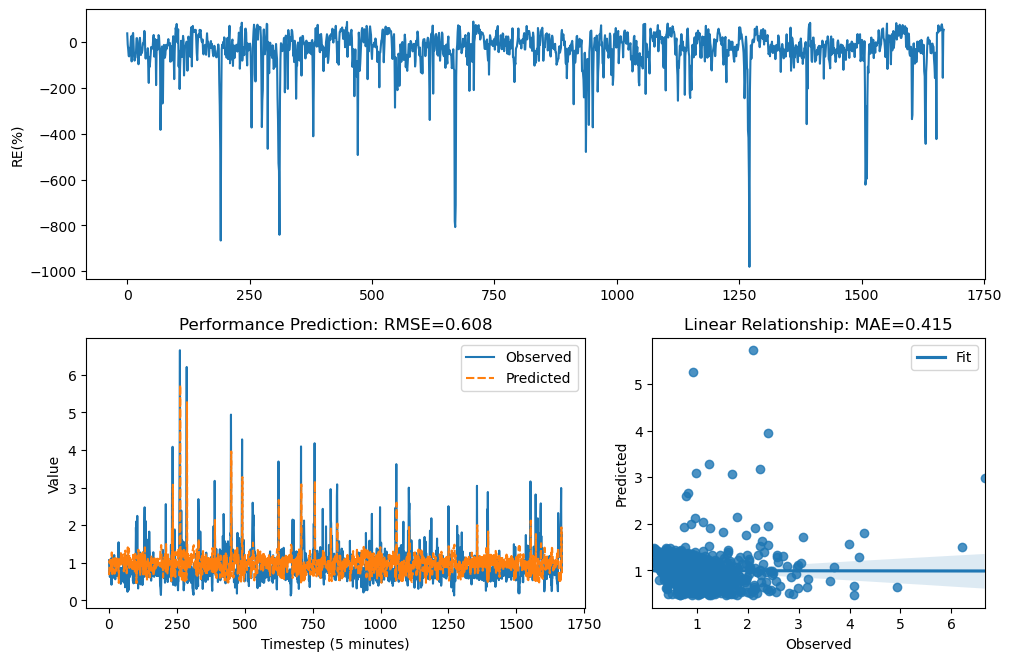 RE(%)
0
−200
−400
−600
−800
−1000
0 250 500 750 1000 1250 1500 1750
Performance Prediction: RMSE=0.608
Observed
Predicted
Value
6
5
4
3
2
1
0
0 250 500 750 1000 1250 1500 1750
Timestep (5 minutes)
Linear Relationship: MAE=0.415
Fit
Predicted
5
4
3
2
1
1 2 3 4 5 6
Observed